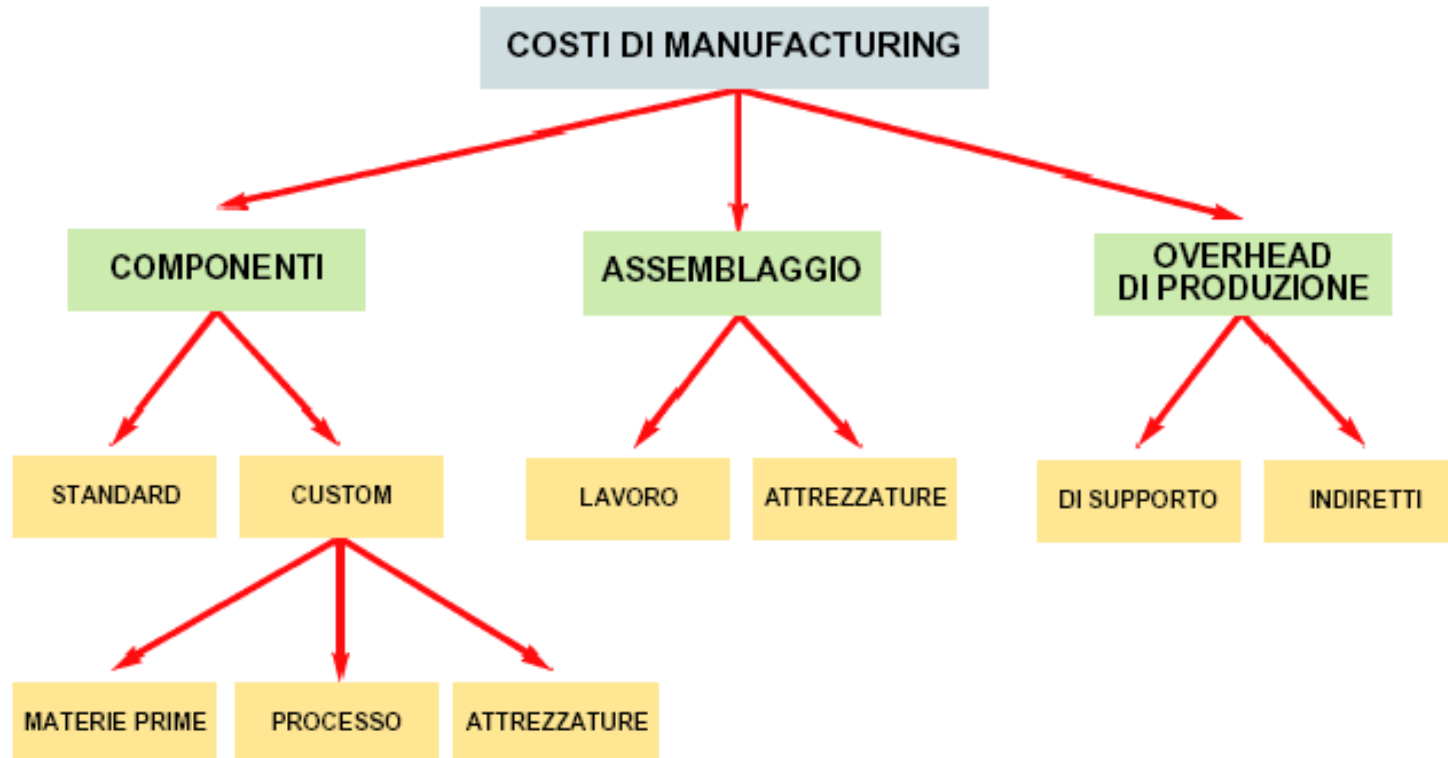 COSTI DI MANUFACTURING
COMPONENTI
ASSEMBLAGGIO
OVERHEAD
DI PRODUZIONE
STANDARD
CUSTOM
LAVORO
ATTREZZATURE
DI SUPPORTO
INDIRETTI
MATERIE PRIME
PROCESSO
ATTREZZATURE